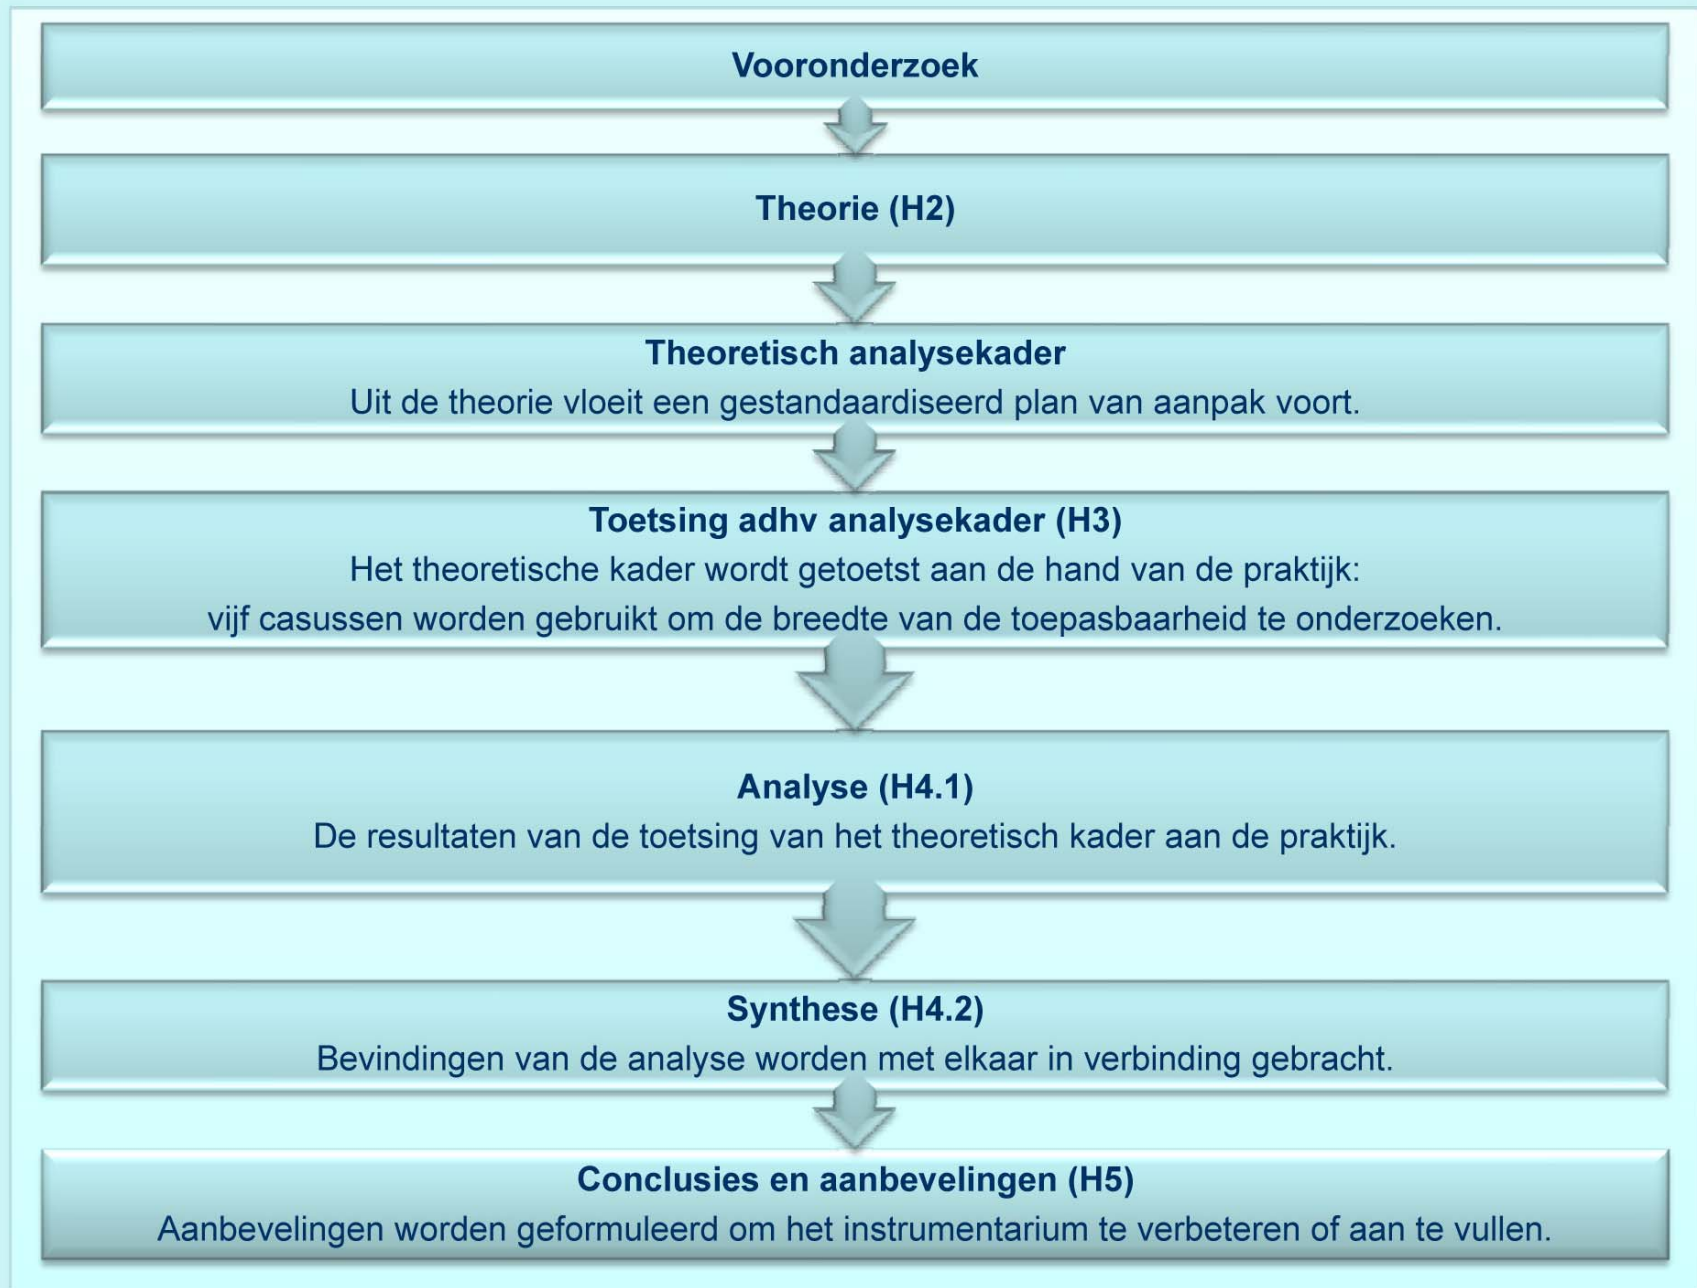 Vooronderzoek
Theorie (H2)
Theoretisch analysekader
Uit de theorie vloeit een gestandaardiseerd plan van aanpak voort.
Toetsing adhv analysekader (H3)
Het theoretische kader wordt getoetst aan de hand van de praktijk:
vijf casussen worden gebruikt om de breedte van de toepasbaarheid te onderzoeken.
Analyse (H4.1)
De resultaten van de toetsing van het theoretisch kader aan de praktijk.
Synthese (H4.2)
Bevindingen van de analyse worden met elkaar in verbinding gebracht.
Conclusies en aanbevelingen (H5)
Aanbevelingen worden geformuleerd om het instrumentarium te verbeteren of aan te vullen.